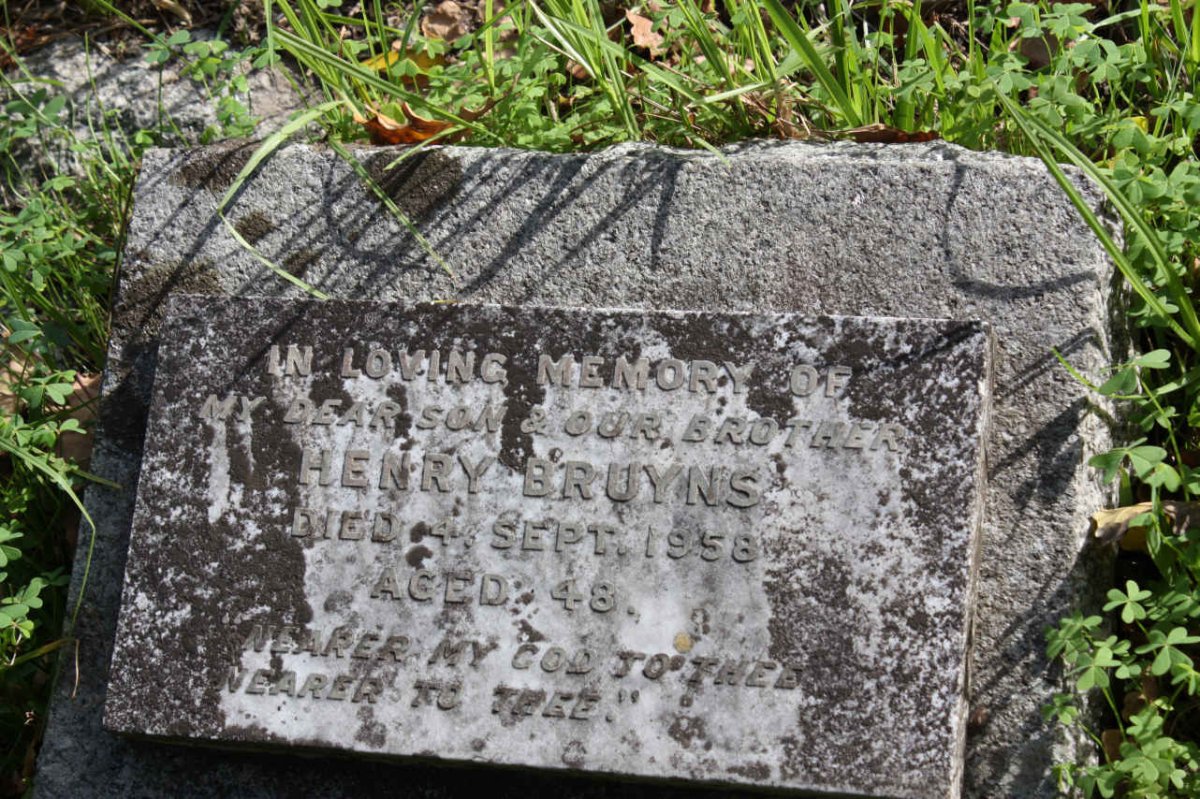 IN LOVING MEMORY OF
MY DEAR SON & OUR BROTHER
HENRY BRUYNS
DIED 4. SEPT. 1958
AGED 48.
NEARER MY GOD TO THEE
NEARER TO THEE."